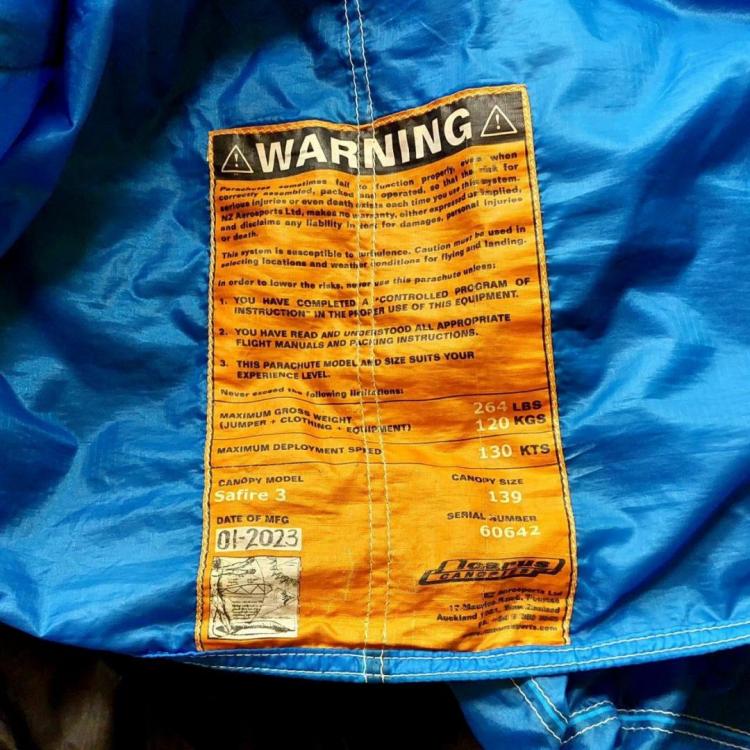 WARNING
Parachutes sometimes fail to function properly, even when
correctly assembled, packed and operated, so that the risk for
serious injuries or even death exists each time you use this system
NZ Aerosports Ltd, makes no warranty, either expressed or implied,
and disclaims any liability in tort for damages, personal injuries
or death.
This system is susceptible to turbulence. Caution must be used in
selecting locations and weather conditions for flying and landing.
In order to lower the risks, never use this parachute unless:
1. YOU HAVE COMPLETED A "CONTROLLED PROGRAM OF
INSTRUCTION" IN THE PROPER USE OF THIS EQUIPMENT.
2. YOU HAVE READ AND UNDERSTOOD ALL APPROPRIATE
FLIGHT MANUALS AND PACKING INSTRUCTIONS.
3. THIS PARACHUTE MODEL AND SIZE SUITS YOUR
EXPERIENCE LEVEL.
Never exceed the following limitations:
MAXIMUM GROSS WEIGHT 264 LBS
(JUMPER + CLOTHING + EQUIPMENT) 120 KGS
MAXIMUM DEPLOYMENT SPEED 130 KTS
CANOPY MODEL CANOPY SIZE
Safire 3 139
DATE OF MFG SERIAL NUMBER
01-2023 60642
Icarus
CANOPIES
NZ Aerosports Ltd
Auckland New Zealand